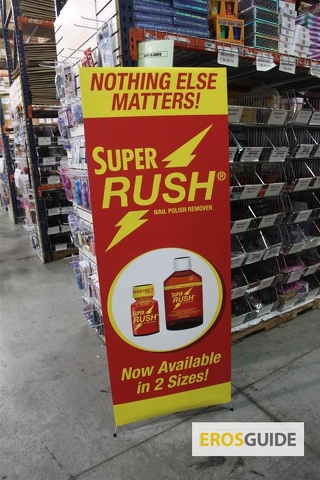 NOTHING ELSE
MATTERS!
SUPER
RUSH®
NAIL POLISH REMOVER
SUPER
RUSH
SUPER
RUSH
Now Available
in 2 Sizes!
EROSGUIDE